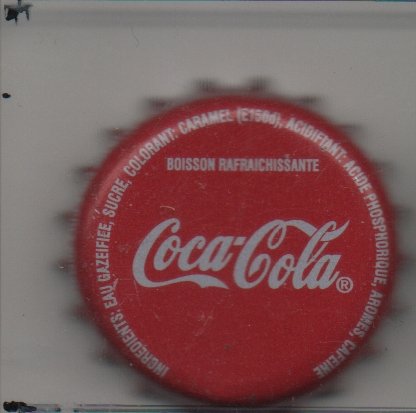 INGREDIENTS: EAU GAZEIFIEE, SUCRE, COLORANT: CARAMEL (E150d), ACIDIFIANT: ACIDE PHOSPHORIQUE, AROMES, CAFEINE
BOISSON RAFRAICHISSANTE
Coca-Cola®